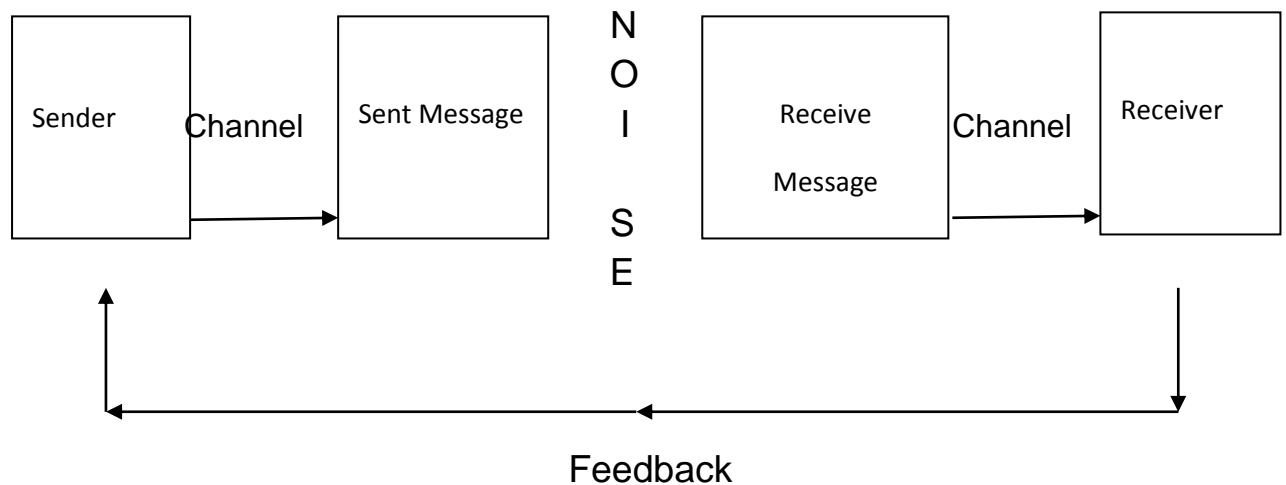 Sender
Channel
Sent Message
N
O
I
S
E
Receive
Message
Channel
Receiver
Feedback